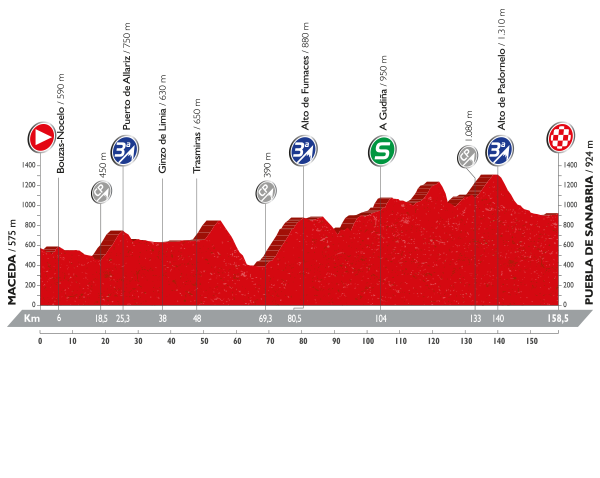 Bouzas-Nocelo / 590 m
450 m
Puerto de Allariz / 750 m
Ginzo de Limia / 630 m
Trasmiras / 650 m
390 m
Alto de Fumaces / 880 m
A Gudiña / 950 m
1.080 m
Alto de Padornelo / 1.310 m
3ª
3ª
S
3ª
1400
1200
1000
800
600
400
200
0
1400
1200
1000
800
600
400
200
0
MACEDA / 575 m
PUEBLA DE SANABRIA / 924 m
Km 6 18,5 25,3 38 48 69,3 80,5 104 133 140 158,5
0 10 20 30 40 50 60 70 80 90 100 110 120 130 140 150